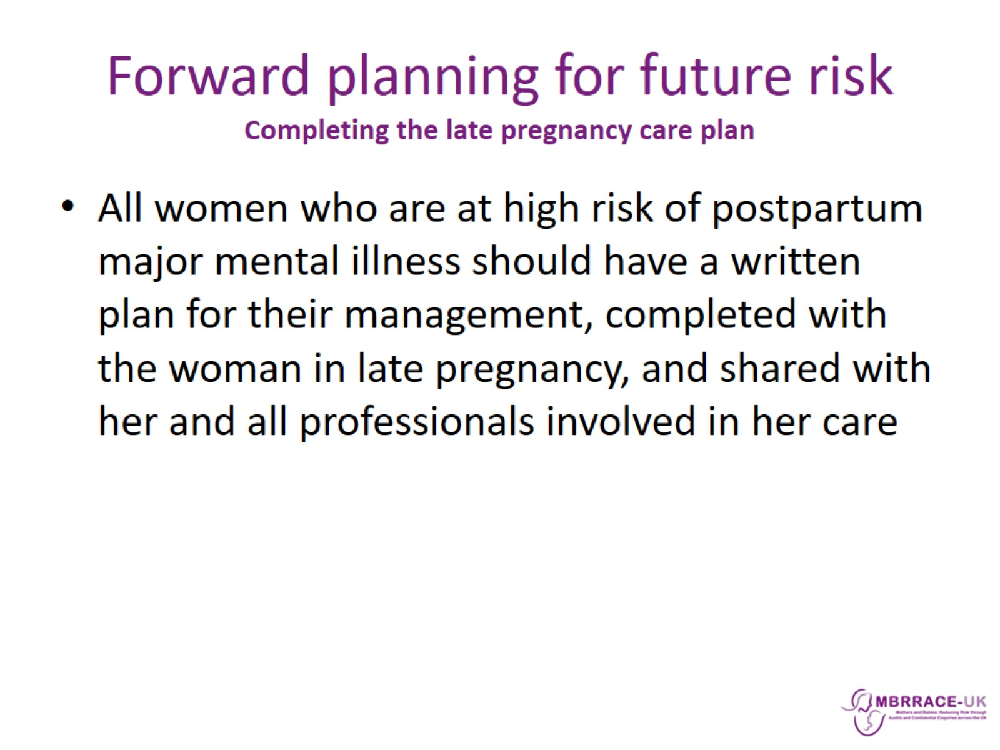 Forward planning for future risk
Completing the late pregnancy care plan
• All women who are at high risk of postpartum
major mental illness should have a written
plan for their management, completed with
the woman in late pregnancy, and shared with
her and all professionals involved in her care
MBRRACE-UK
Mothers and Babies: Reducing Risk through
Audits and Confidential Enquiries across the UK